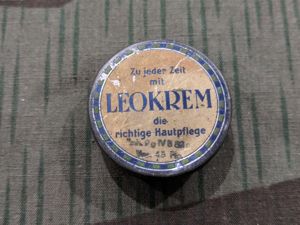 Zu jeder Zeit
mit
LEOKREM
die
richtige Hautpflege